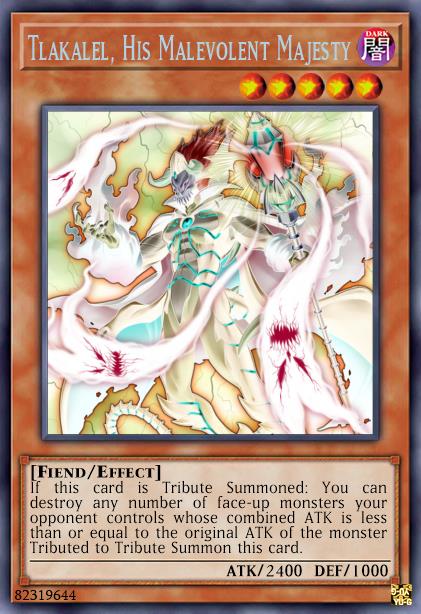 Tlakalel, His Malevolent Majesty
DARK
闇
[Fiend/Effect]
If this card is Tribute Summoned: You can
destroy any number of face-up monsters your
opponent controls whose combined ATK is less
than or equal to the original ATK of the monster
Tributed to Tribute Summon this card.
ATK/2400 DEF/1000
82319644